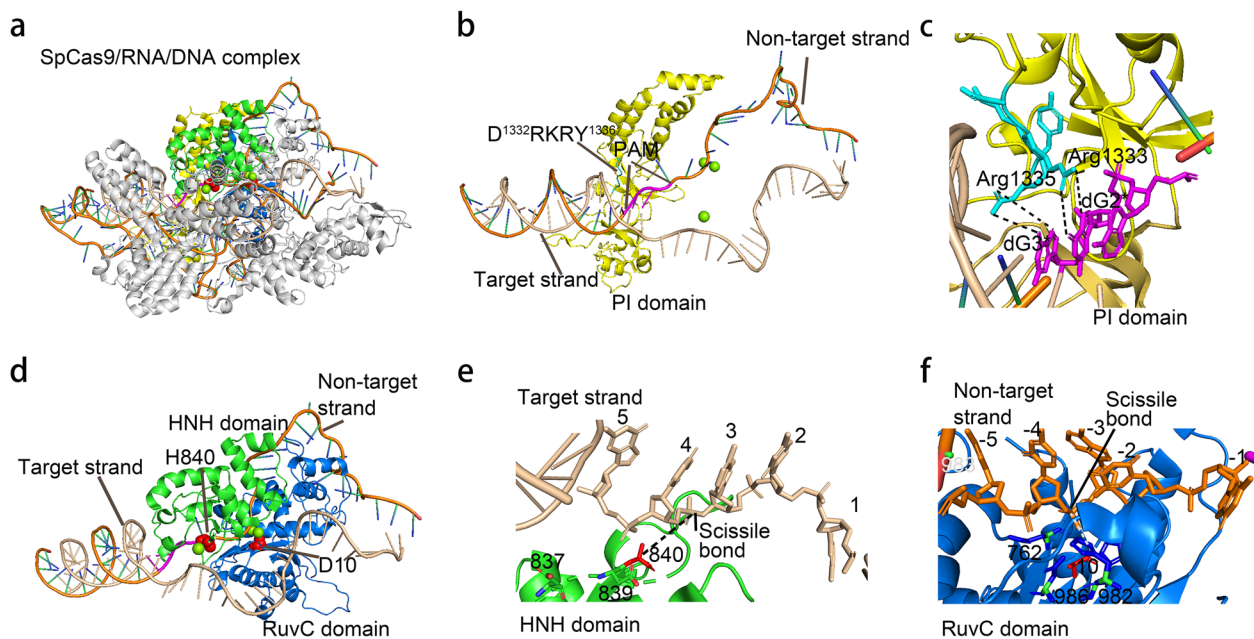 a
SpCas9/RNA/DNA complex
b
Non-target strand
D¹³³²RKRY¹³³⁶
PAM
Target strand
PI domain
c
Arg1333
Arg1335
dG2*
dG3*
PI domain
d
Non-target
strand
HNH domain
H840
Target strand
D10
RuvC domain
e
Target strand
5
4
3
2
1
Scissile
bond
840
837
839
HNH domain
f
Non-target
strand
Scissile
bond
-5
-4
-3
-2
-1
983
762
10
986
982
RuvC domain